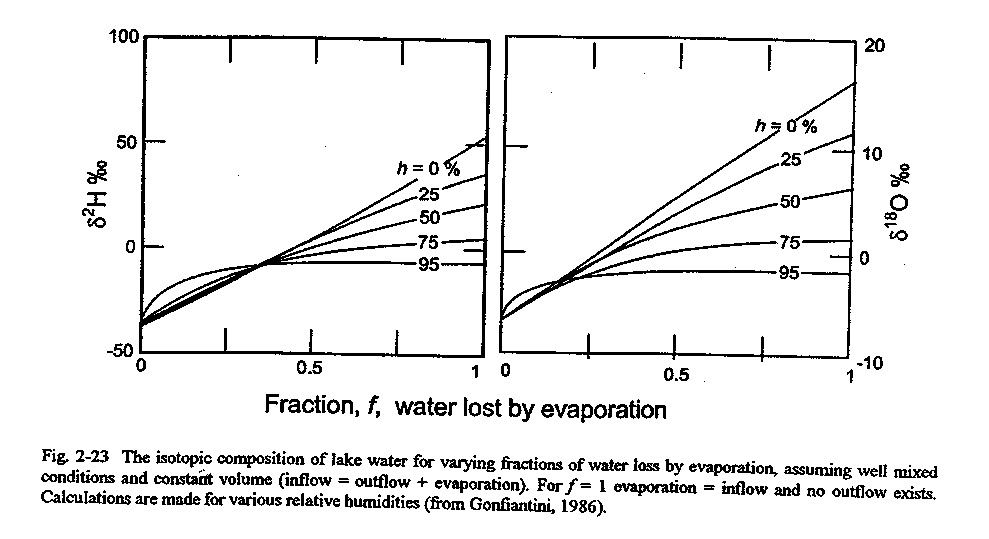 100
50
0
-50
δ²H ‰
h = 0 %
25
50
75
95
0
0.5
1
h = 0 %
25
50
75
95
20
10
0
-10
δ¹⁸O ‰
0
0.5
1
Fraction, f, water lost by evaporation
Fig. 2-23 The isotopic composition of lake water for varying fractions of water loss by evaporation, assuming well mixed
conditions and constant volume (inflow = outflow + evaporation). For f = 1 evaporation = inflow and no outflow exists.
Calculations are made for various relative humidities (from Gonfiantini, 1986).